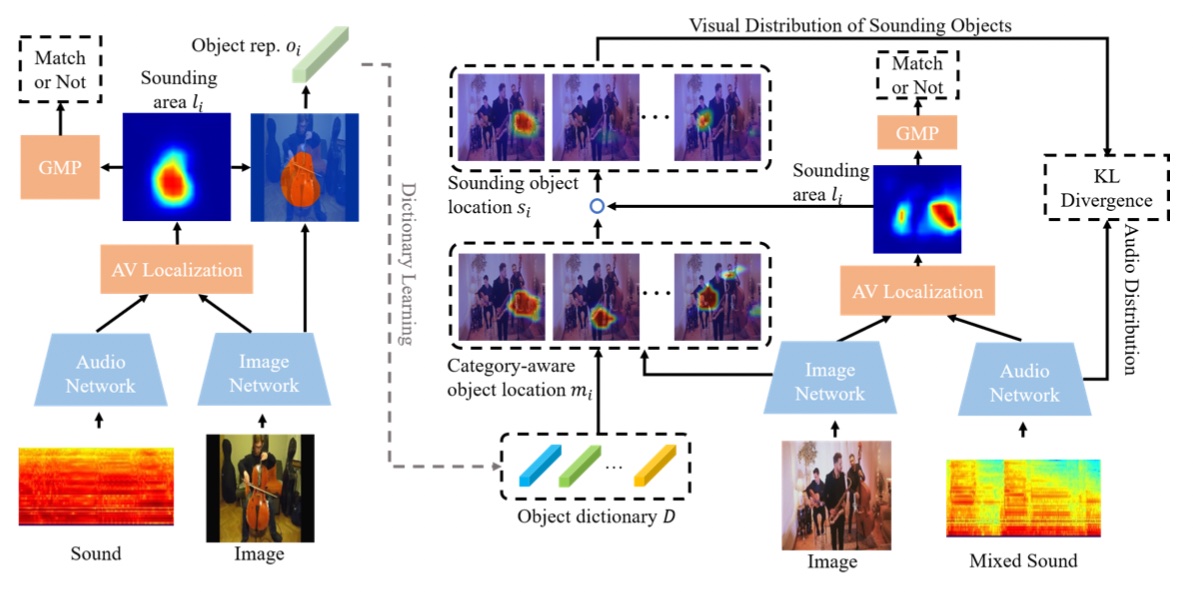 Match
or Not
GMP
Sounding
area l_i
Object rep. o_i
AV Localization
Audio
Network
Image
Network
Sound
Image
Dictionary Learning
Visual Distribution of Sounding Objects
Sounding object
location s_i
...
Category-aware
object location m_i
...
Object dictionary D
...
Match
or Not
GMP
Sounding
area l_i
AV Localization
Image
Network
Audio
Network
Image
Mixed Sound
KL
Divergence
Audio Distribution